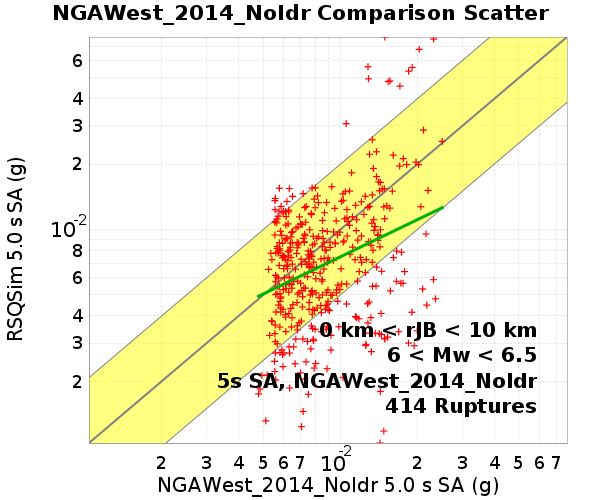 NGAWest_2014_NoIdr Comparison Scatter
RSQSim 5.0 s SA (g)
6
4
3
2
10-2
8
6
4
3
2
0 km < rJB < 10 km
6 < Mw < 6.5
5s SA, NGAWest_2014_NoIdr
414 Ruptures
2 3 4 5 6 7 10-2 2 3 4 5 6 7
NGAWest_2014_NoIdr 5.0 s SA (g)